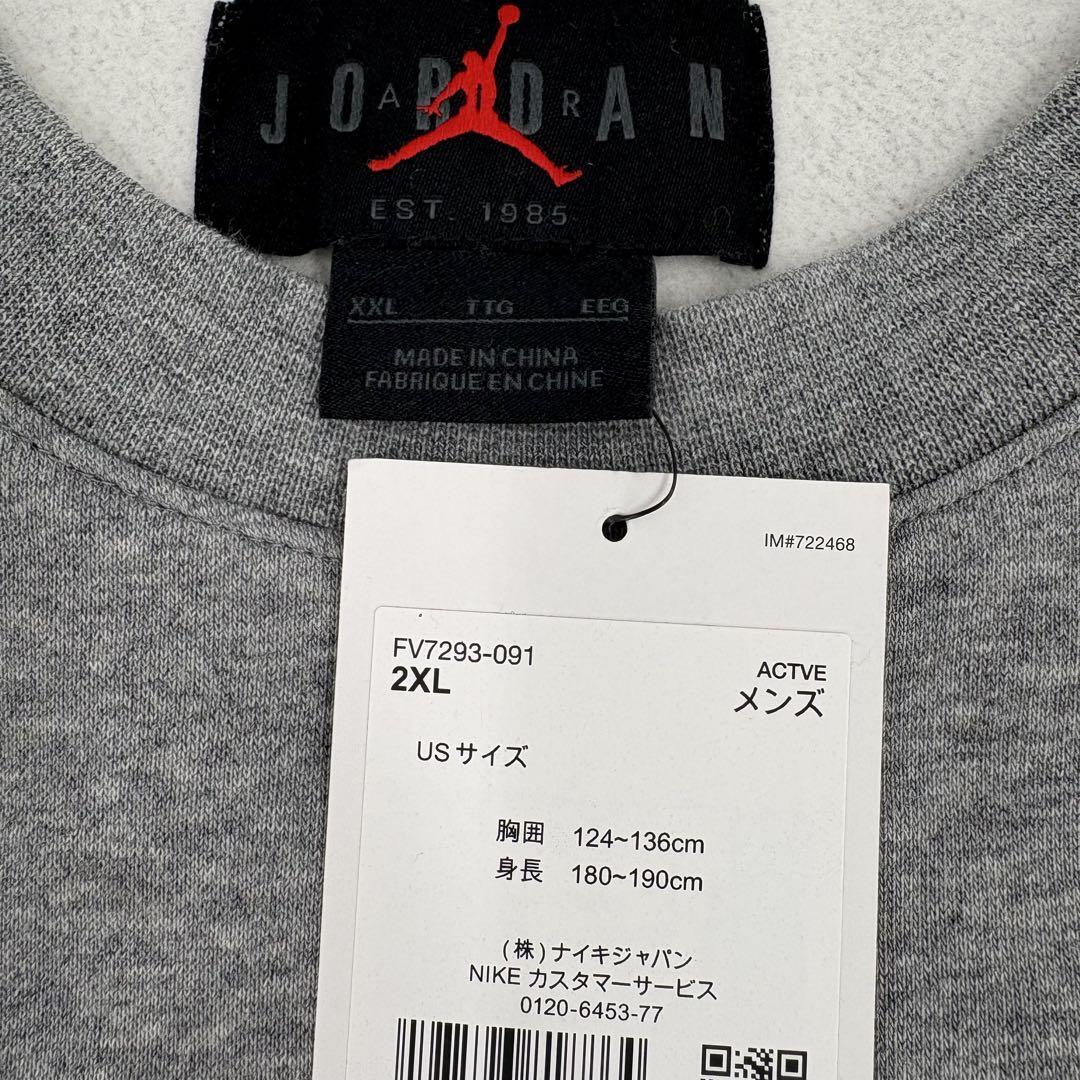 JORDAN
AIR
EST. 1985
XXL TTG EEG
MADE IN CHINA
FABRIQUE EN CHINE
IM#722468
FV7293-091
2XL
ACTVE
メンズ
USサイズ
胸囲 124~136cm
身長 180~190cm
(株)ナイキジャパン
NIKE カスタマーサービス
0120-6453-77